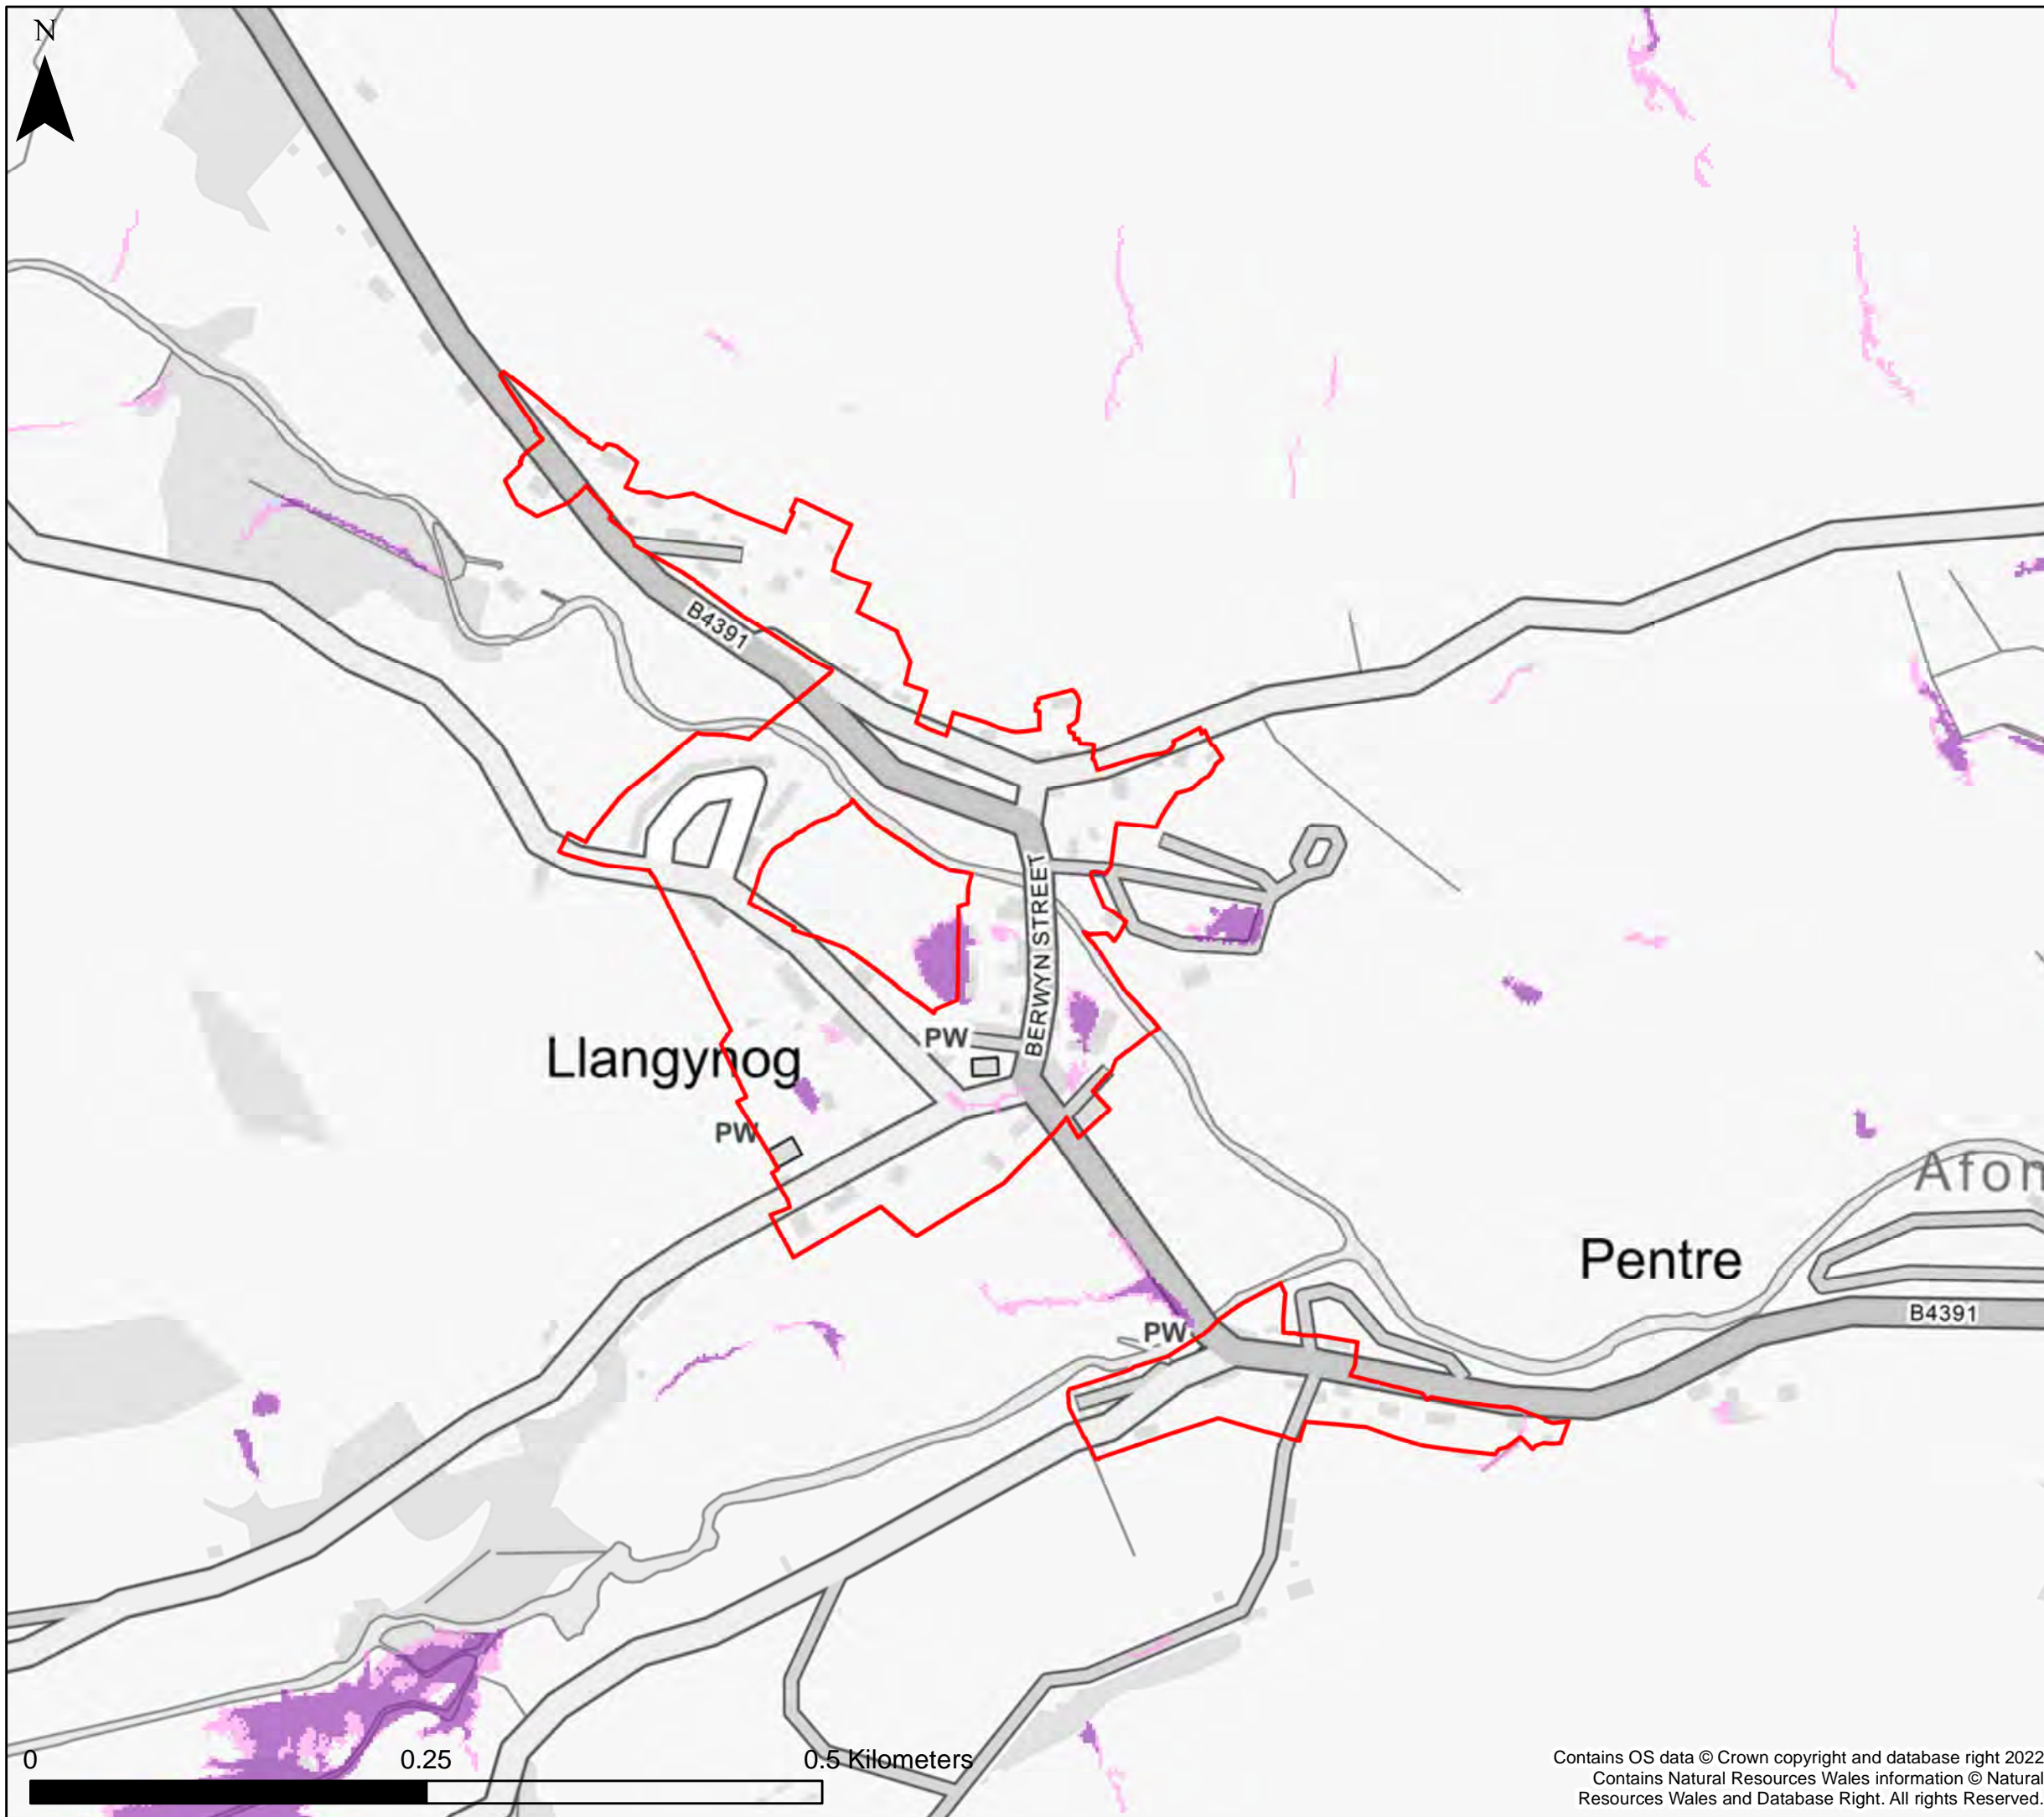 N
B4391
BERWYN STREET
PW
Llangynog
PW
Afon
Pentre
B4391
PW
0
0.25
0.5 Kilometers
Contains OS data © Crown copyright and database right 2022
Contains Natural Resources Wales information © Natural
Resources Wales and Database Right. All rights Reserved.